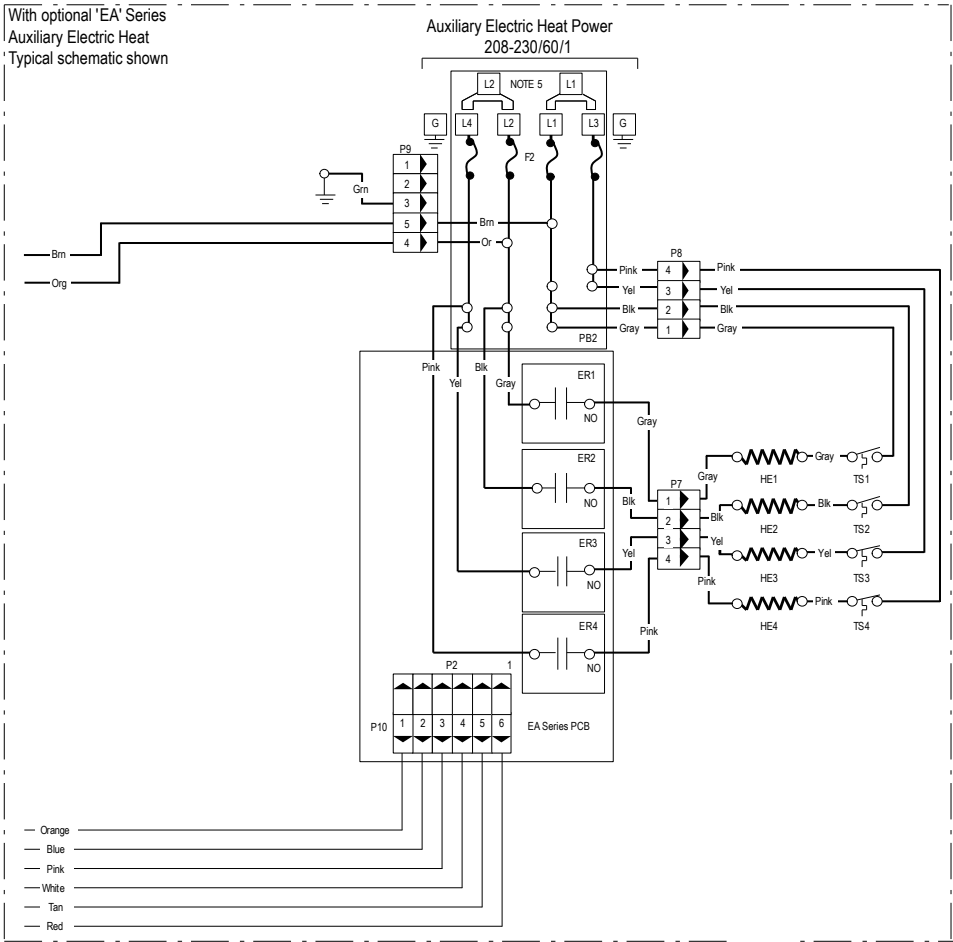 With optional 'EA' Series
Auxiliary Electric Heat
Typical schematic shown
Auxiliary Electric Heat Power
208-230/60/1
L2 NOTE 5 L1
G L4 L2 L1 L3 G
F2
P9
1
2
3
5
4
Grn
Brn
Or
Brn
Org
P8
Pink 4 Pink
Yel 3 Yel
Blk 2 Blk
Gray 1 Gray
PB2
Pink
Yel
Blk
Gray
ER1
NO
Gray
ER2
NO
Blk
ER3
NO
Yel
ER4
NO
Pink
P7
1
2
3
4
Gray
Blk
Yel
Pink
Gray
HE1 TS1
Blk
HE2 TS2
Yel
HE3 TS3
Pink
HE4 TS4
P2 1
P10 1 2 3 4 5 6
EA Series PCB
Orange
Blue
Pink
White
Tan
Red